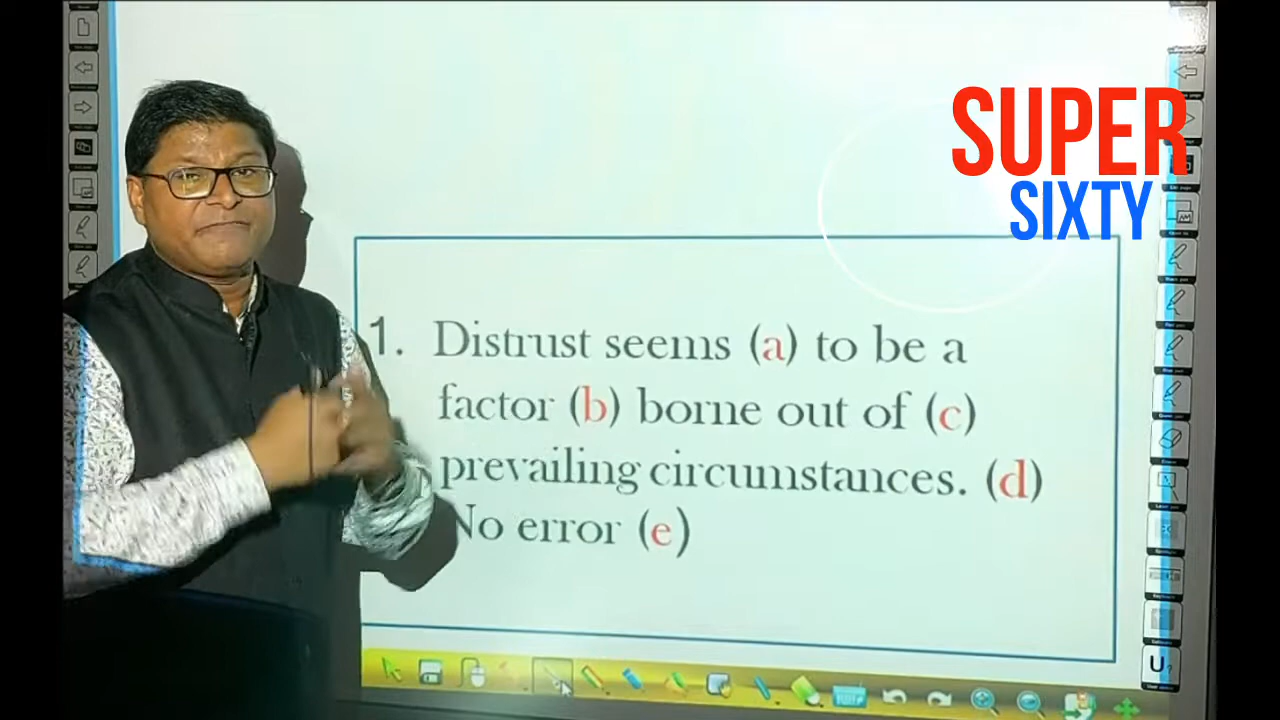 SUPER
SIXTY
1. Distrust seems (a) to be a
factor (b) borne out of (c)
prevailing circumstances. (d)
No error (e)